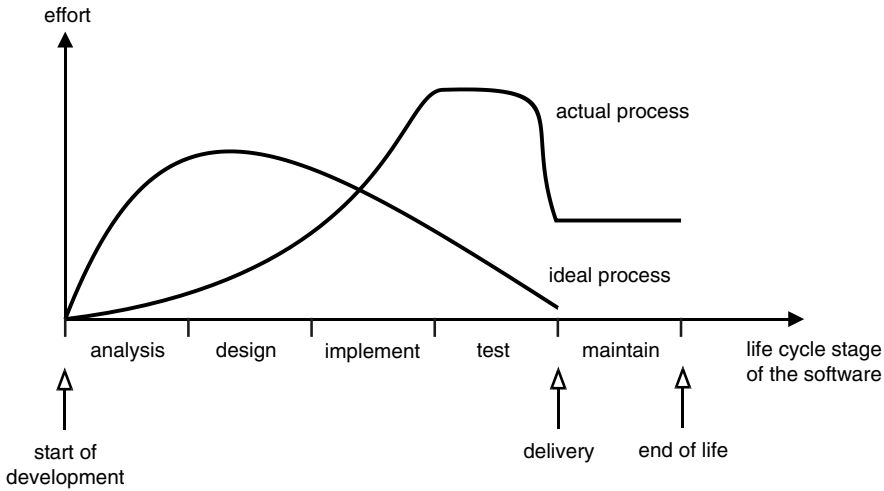 effort
actual process
ideal process
analysis
design
implement
test
maintain
life cycle stage
of the software
start of
development
delivery
end of life